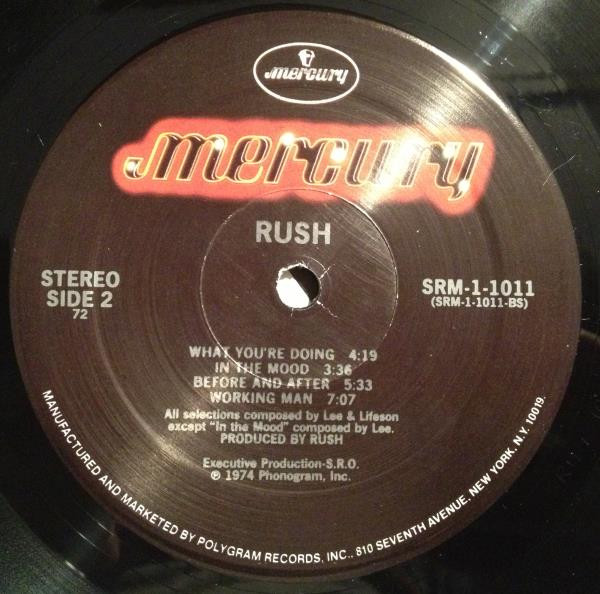 mercury
mercury
RUSH
STEREO
SIDE 2
72
SRM-1-1011
(SRM-1-1011-BS)
WHAT YOU'RE DOING 4:19
IN THE MOOD 3:36
BEFORE AND AFTER 5:33
WORKING MAN 7:07
All selections composed by Lee & Lifeson
except "In the Mood" composed by Lee.
PRODUCED BY RUSH
Executive Production-S.R.O.
℗ 1974 Phonogram, Inc.
MANUFACTURED AND MARKETED BY POLYGRAM RECORDS, INC., 810 SEVENTH AVENUE, NEW YORK, N.Y. 10019.